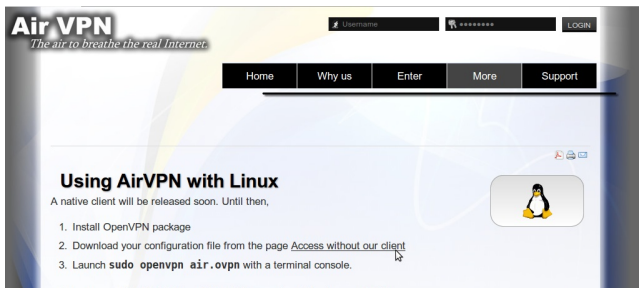 Air VPN
The air to breathe the real Internet.
Username
LOGIN
Home Why us Enter More Support
Using AirVPN with Linux
A native client will be released soon. Until then,
1. Install OpenVPN package
2. Download your configuration file from the page Access without our client
3. Launch sudo openvpn air.ovpn with a terminal console.